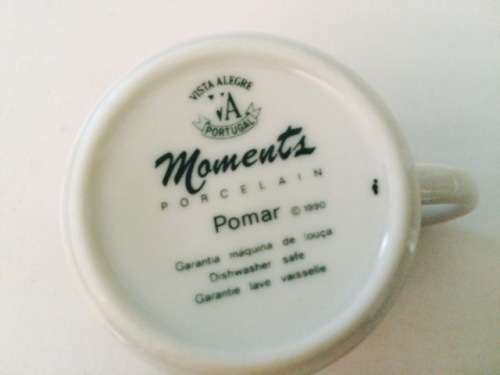 VISTA ALEGRE
VA
PORTUGAL
Moments
PORCELAIN
Pomar © 1990
Garantia máquina de louça
Dishwasher safe
Garantie lave vaisselle
i